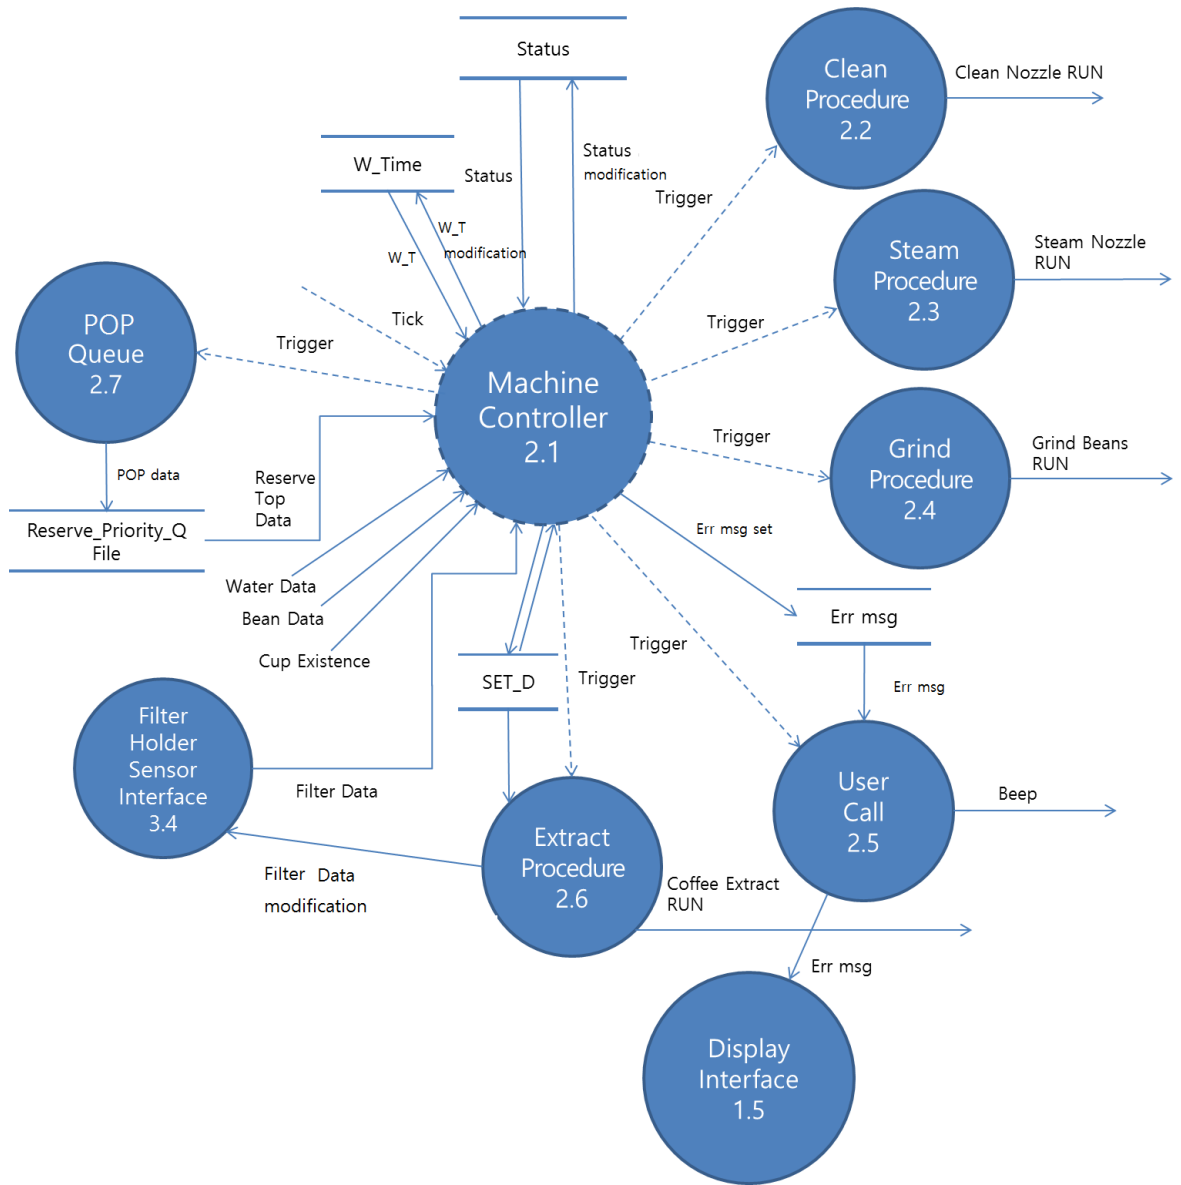 Status
Clean
Procedure
2.2
Clean Nozzle RUN
W_Time
Status
Status
modification
Trigger
W_T
modification
W_T
Steam
Procedure
2.3
Steam Nozzle
RUN
POP
Queue
2.7
Trigger
Tick
Trigger
Machine
Controller
2.1
Trigger
Grind
Procedure
2.4
Grind Beans
RUN
POP data
Reserve
Top
Data
Reserve_Priority_Q
File
Err msg set
Water Data
Bean Data
Cup Existence
Err msg
Trigger
SET_D
Trigger
Err msg
Filter
Holder
Sensor
Interface
3.4
Filter Data
User
Call
2.5
Beep
Extract
Procedure
2.6
Filter Data
modification
Coffee Extract
RUN
Err msg
Display
Interface
1.5